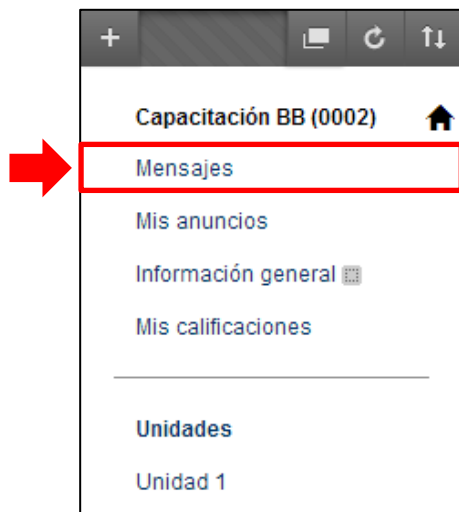 Capacitación BB (0002)
Mensajes
Mis anuncios
Información general
Mis calificaciones
Unidades
Unidad 1